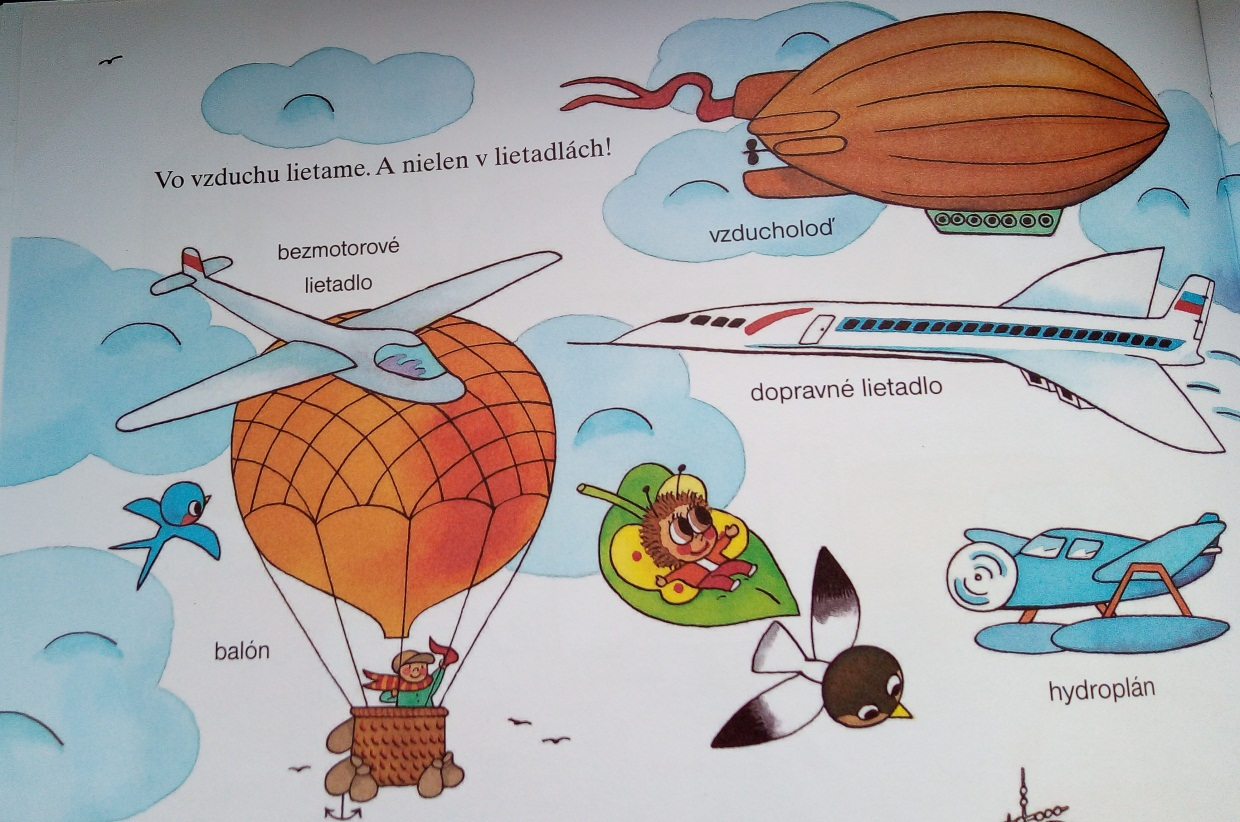 Vo vzduchu lietame. A nielen v lietadlách!
vzducholoď
bezmotorové
lietadlo
dopravné lietadlo
balón
hydroplán